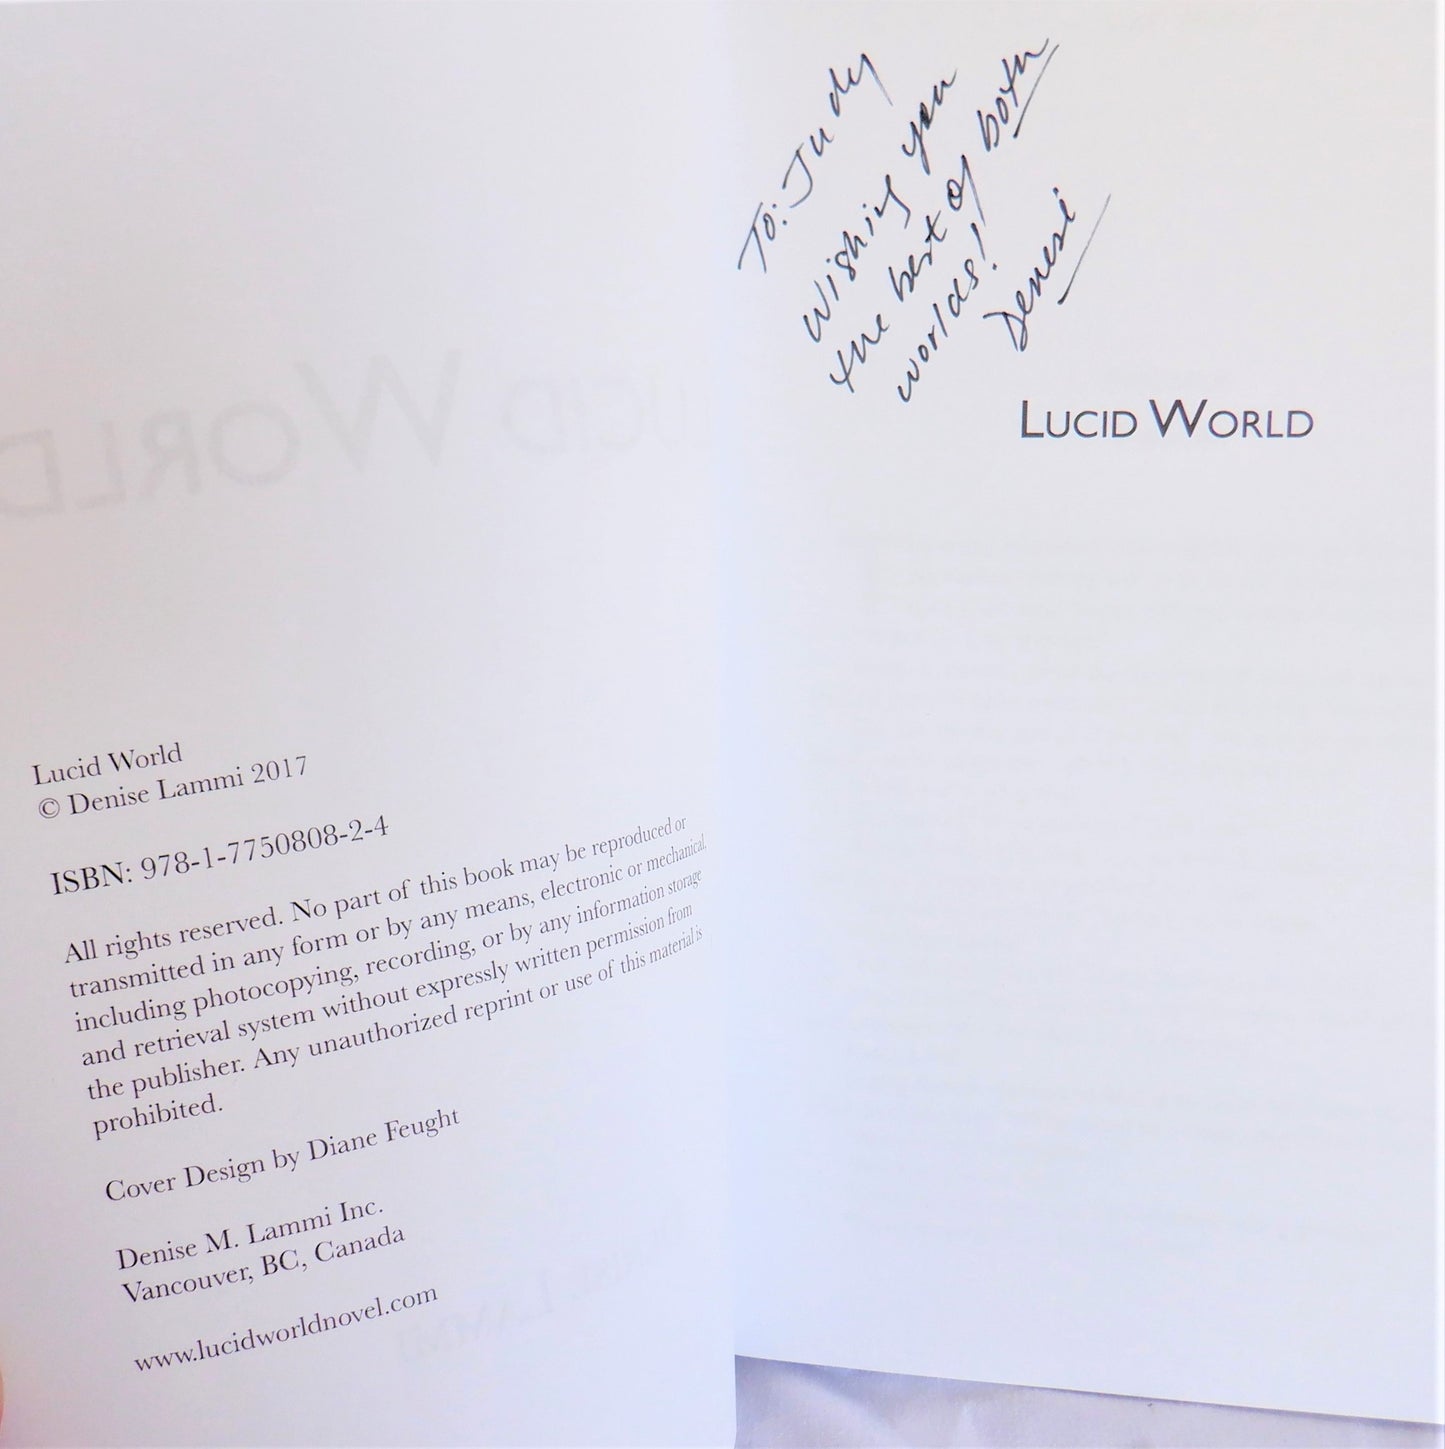 Lucid World
© Denise Lammi 2017
ISBN: 978-1-7750808-2-4
All rights reserved. No part of this book may be reproduced or
transmitted in any form or by any means, electronic or mechanical,
including photocopying, recording, or by any information storage
and retrieval system without expressly written permission from
the publisher. Any unauthorized reprint or use of this material is
prohibited.
Cover Design by Diane Feught
Denise M. Lammi Inc.
Vancouver, BC, Canada
www.lucidworldnovel.com
To: Judy
Wishing you
the best of both
worlds!
Denise
LUCID WORLD